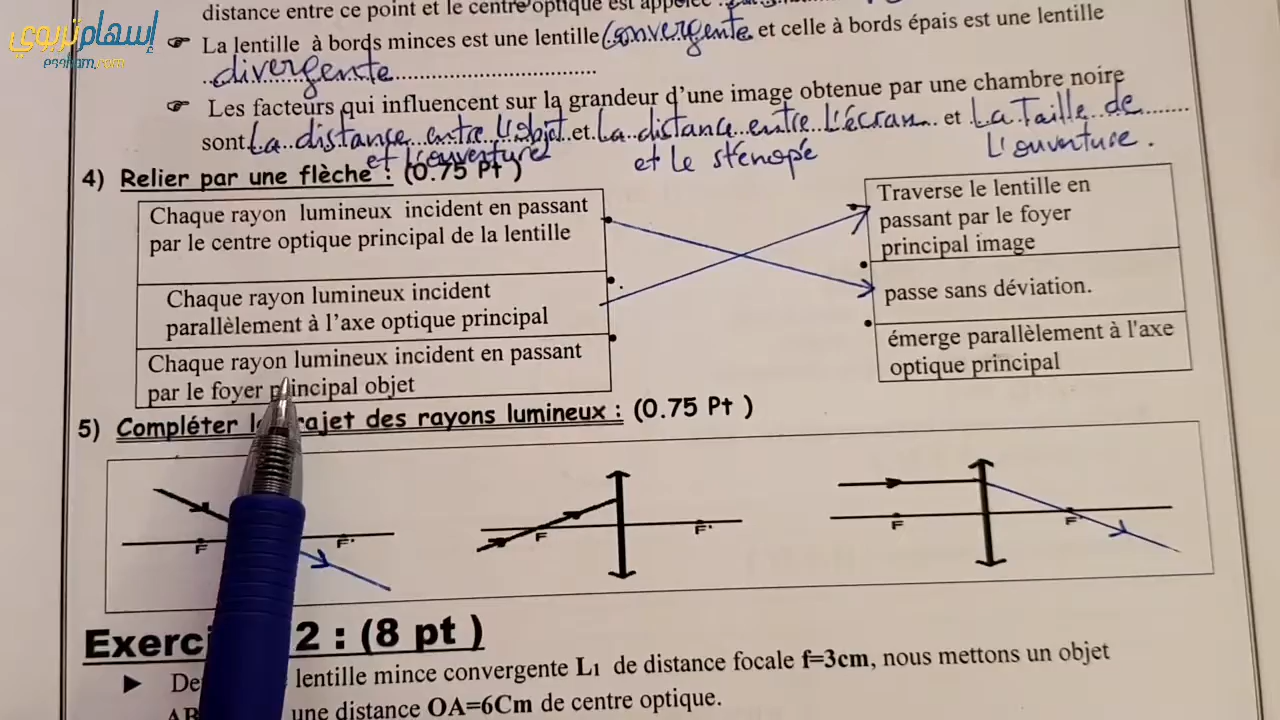 إسهام تربوي
esaham.com
distance entre ce point et le centre optique est appelée
La lentille à bords minces est une lentille convergente et celle à bords épais est une lentille
divergente
Les facteurs qui influencent sur la grandeur d'une image obtenue par une chambre noire
sont La distance entre L'objet et La distance entre L'écran et La Taille de
et L'ouverture et le sténopé L'ouverture.
4) Relier par une flèche : (0.75 Pt )
Chaque rayon lumineux incident en passant
par le centre optique principal de la lentille
Chaque rayon lumineux incident
parallèlement à l'axe optique principal
Chaque rayon lumineux incident en passant
par le foyer principal objet
Traverse le lentille en
passant par le foyer
principal image
passe sans déviation.
émerge parallèlement à l'axe
optique principal
5) Compléter le trajet des rayons lumineux : (0.75 Pt )
F F'
F F'
F F'
2 : (8 pt )
lentille mince convergente L1 de distance focale f=3cm, nous mettons un objet
AB une distance OA=6Cm de centre optique.